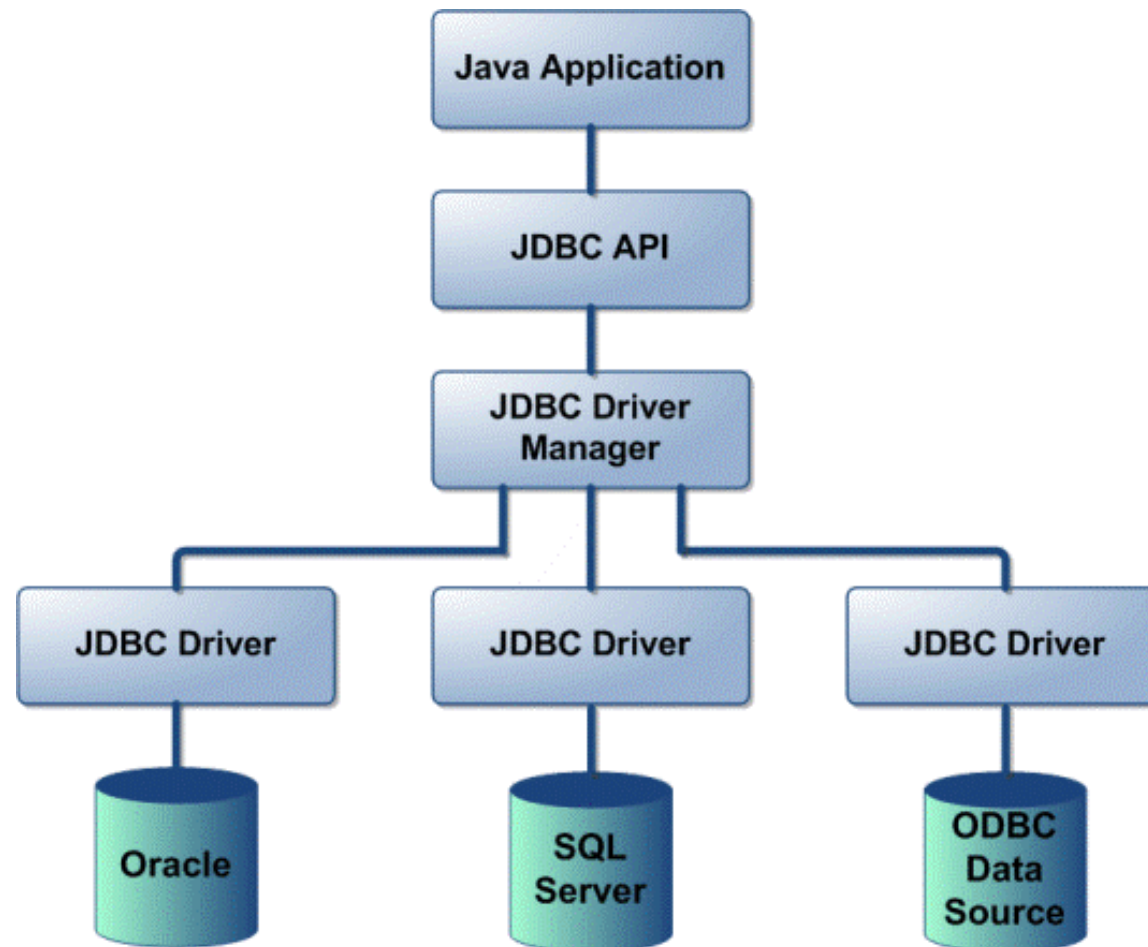 Java Application
JDBC API
JDBC Driver
Manager
JDBC Driver
JDBC Driver
JDBC Driver
Oracle
SQL
Server
ODBC
Data
Source